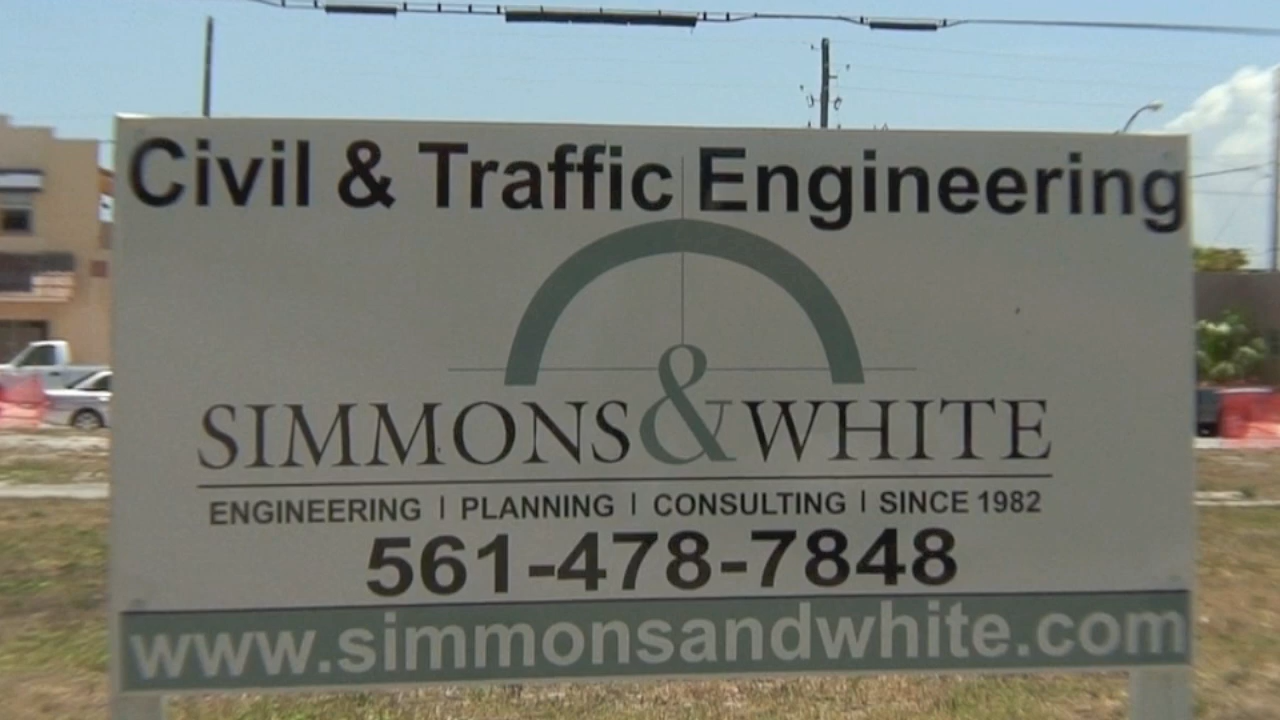 Civil & Traffic Engineering
SIMMONS & WHITE
ENGINEERING | PLANNING | CONSULTING | SINCE 1982
561-478-7848
www.simmonsandwhite.com